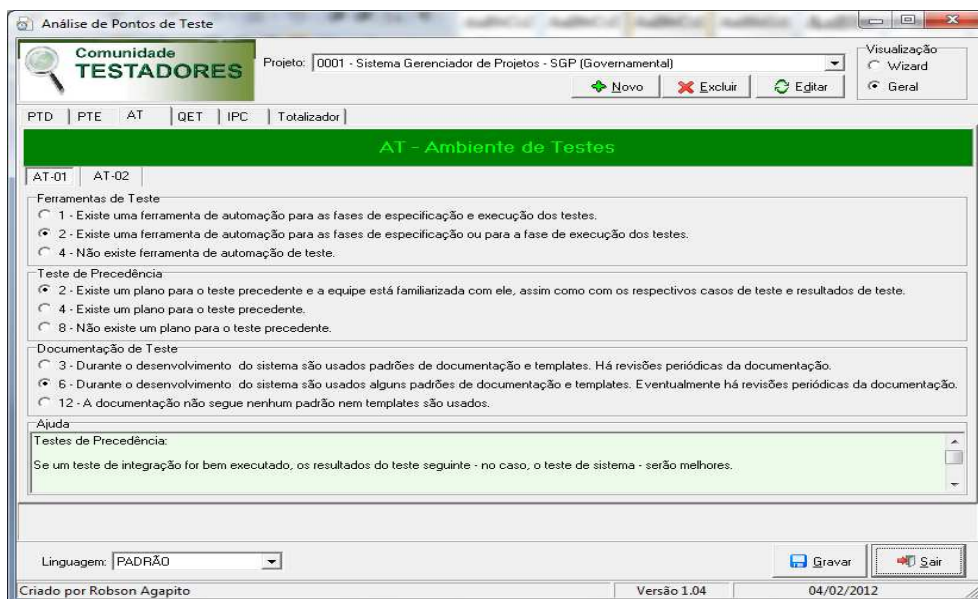 Análise de Pontos de Teste
Comunidade
TESTADORES
Projeto: 0001 - Sistema Gerenciador de Projetos - SGP (Governamental)
Novo Excluir Editar
Visualização
Wizard
Geral
PTD PTE AT QET IPC Totalizador
AT - Ambiente de Testes
AT-01 AT-02
Ferramentas de Teste
1 - Existe uma ferramenta de automação para as fases de especificação e execução dos testes.
2 - Existe uma ferramenta de automação para as fases de especificação ou para a fase de execução dos testes.
4 - Não existe ferramenta de automação de teste.
Teste de Precedência
2 - Existe um plano para o teste precedente e a equipe está familiarizada com ele, assim como com os respectivos casos de teste e resultados de teste.
4 - Existe um plano para o teste precedente.
8 - Não existe um plano para o teste precedente.
Documentação de Teste
3 - Durante o desenvolvimento do sistema são usados padrões de documentação e templates. Há revisões periódicas da documentação.
6 - Durante o desenvolvimento do sistema são usados alguns padrões de documentação e templates. Eventualmente há revisões periódicas da documentação.
12 - A documentação não segue nenhum padrão nem templates são usados.
Ajuda
Testes de Precedência:
Se um teste de integração for bem executado, os resultados do teste seguinte - no caso, o teste de sistema - serão melhores.
Linguagem: PADRÃO
Gravar Sair
Criado por Robson Agapito Versão 1.04 04/02/2012